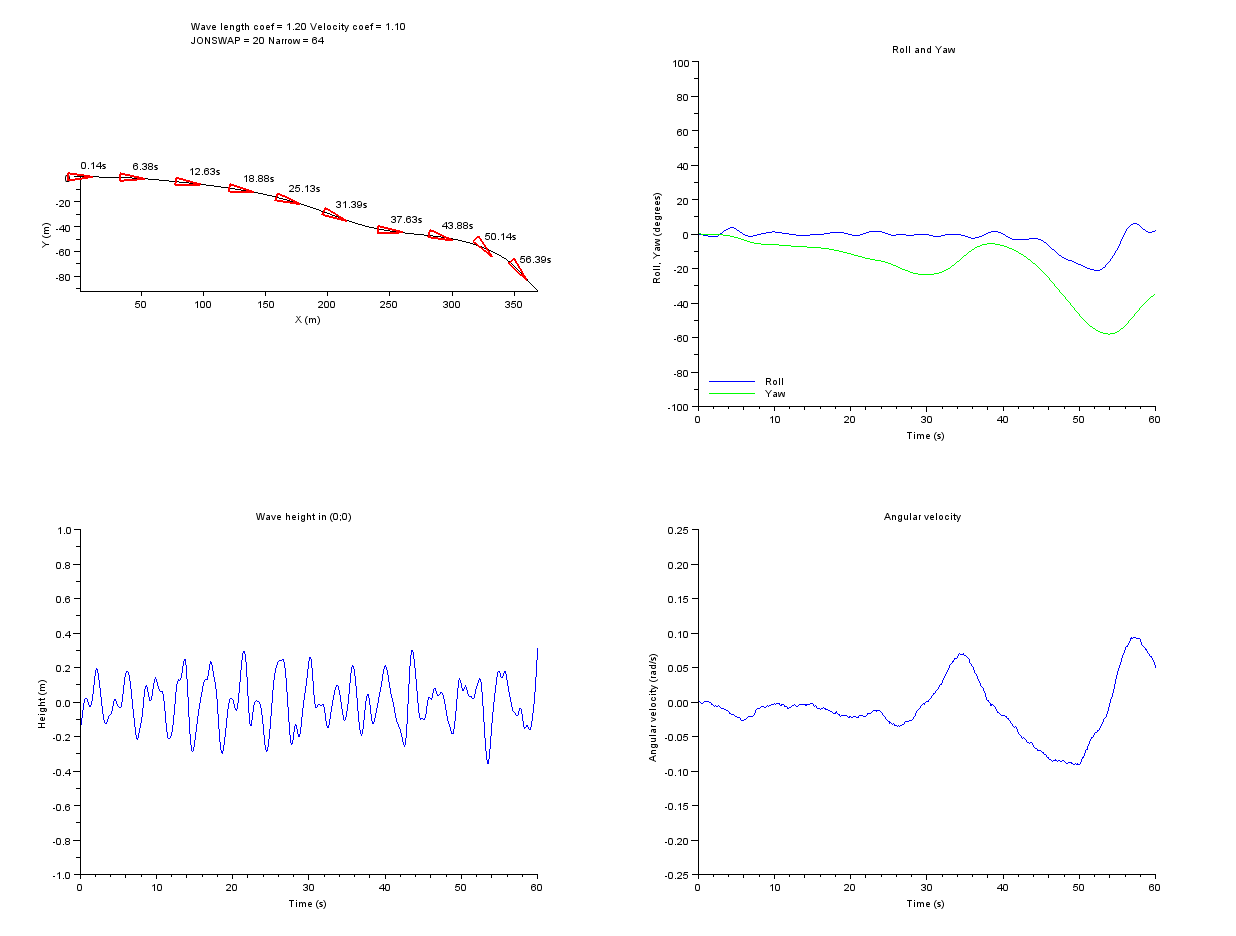 Wave length coef = 1.20 Velocity coef = 1.10
JONSWAP = 20 Narrow = 64
0.14s
6.38s
12.63s
18.88s
25.13s
31.39s
37.63s
43.88s
50.14s
56.39s
0
-20
-40
-60
-80
Y (m)
50 100 150 200 250 300 350
X (m)
Roll and Yaw
100
80
60
40
20
0
-20
-40
-60
-80
-100
Roll, Yaw (degrees)
Roll
Yaw
0 10 20 30 40 50 60
Time (s)
Wave height in (0;0)
1.0
0.8
0.6
0.4
0.2
0.0
-0.2
-0.4
-0.6
-0.8
-1.0
Height (m)
0 10 20 30 40 50 60
Time (s)
Angular velocity
0.25
0.20
0.15
0.10
0.05
0.00
-0.05
-0.10
-0.15
-0.20
-0.25
Angular velocity (rad/s)
0 10 20 30 40 50 60
Time (s)